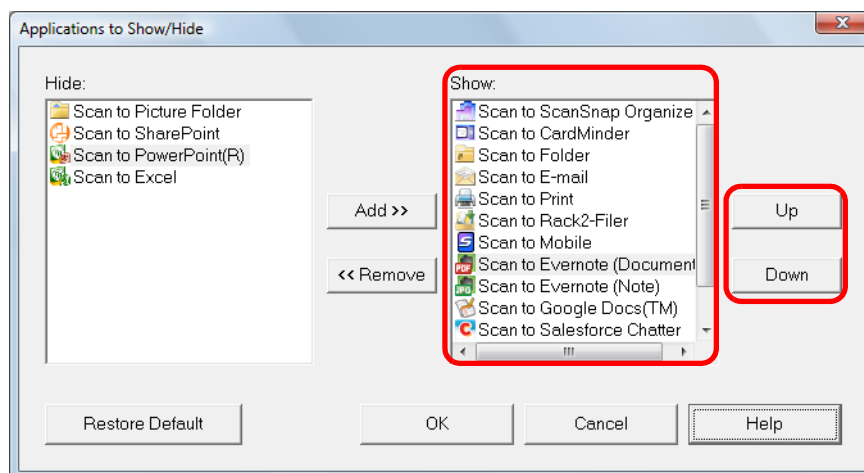 Applications to Show/Hide
Hide:
Scan to Picture Folder
Scan to SharePoint
Scan to PowerPoint(R)
Scan to Excel
Add >>
<< Remove
Show:
Scan to ScanSnap Organize
Scan to CardMinder
Scan to Folder
Scan to E-mail
Scan to Print
Scan to Rack2-Filer
Scan to Mobile
Scan to Evernote (Document
Scan to Evernote (Note)
Scan to Google Docs(TM)
Scan to Salesforce Chatter
Up
Down
Restore Default
OK
Cancel
Help